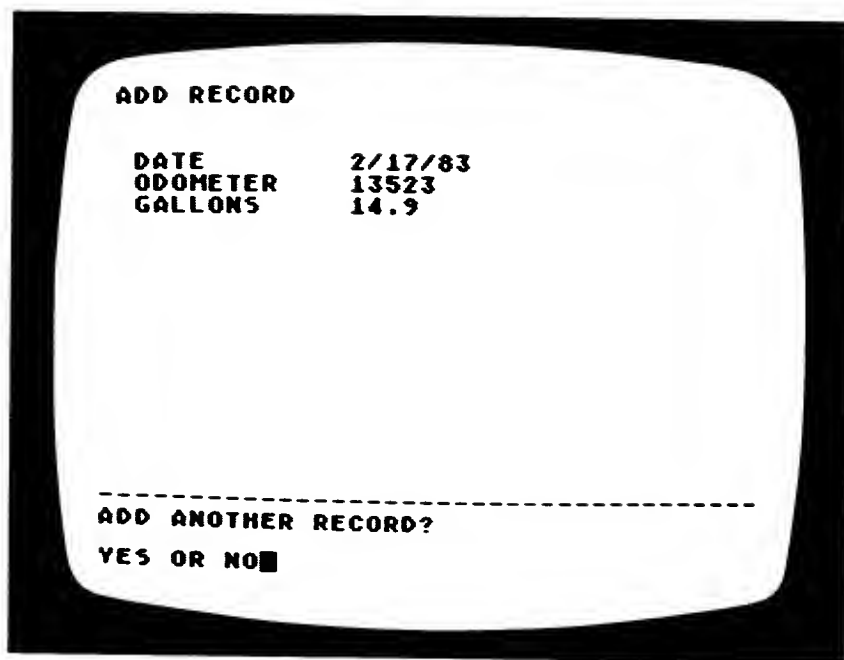 ADD RECORD
DATE 2/17/83
ODOMETER 13523
GALLONS 14.9
ADD ANOTHER RECORD?
YES OR NO